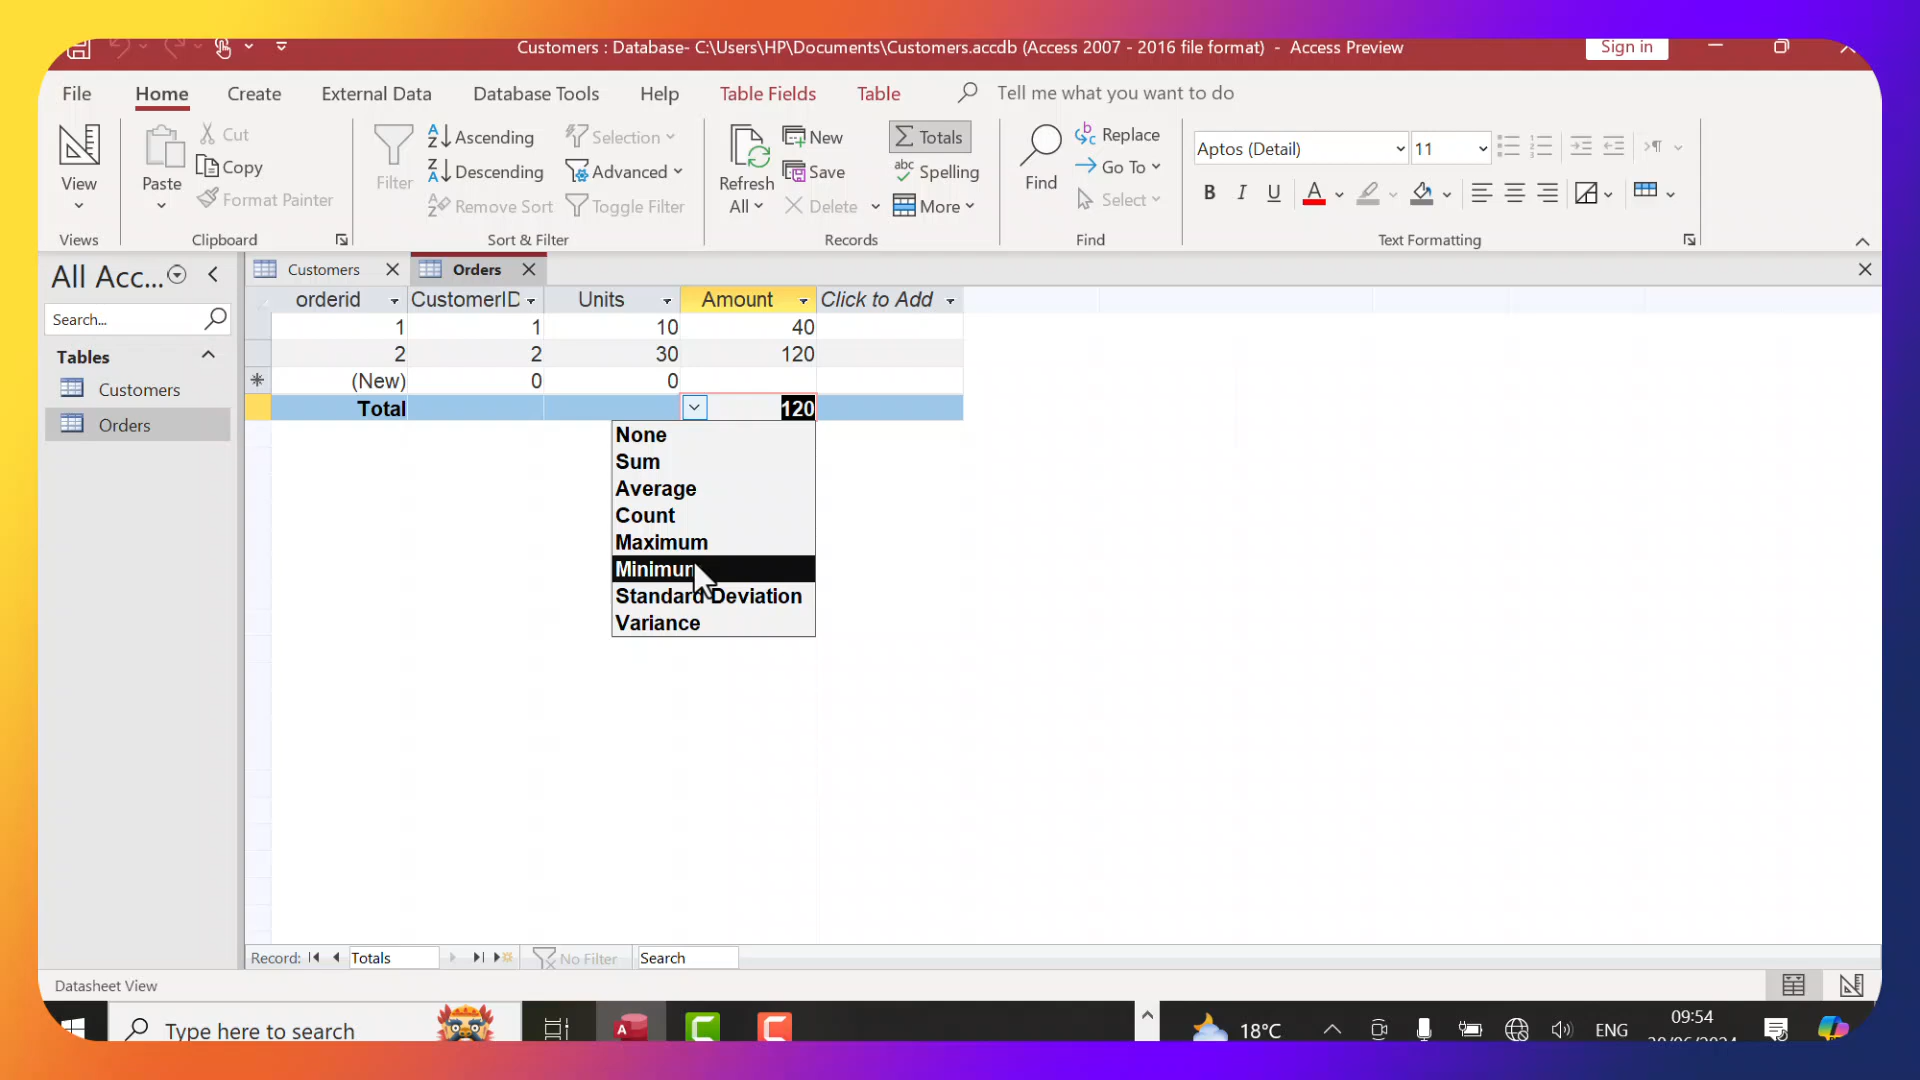 Customers : Database- C:\Users\HP\Documents\Customers.accdb (Access 2007 - 2016 file format) - Access Preview
Sign in
File Home Create External Data Database Tools Help Table Fields Table Tell me what you want to do
View
Views
Paste
Cut
Copy
Format Painter
Clipboard
Filter
Ascending
Descending
Remove Sort
Selection
Advanced
Toggle Filter
Sort & Filter
Refresh
All
New
Save
Delete
Totals
Spelling
More
Records
Find
Replace
Go To
Select
Find
Aptos (Detail) 11
B I U A
Text Formatting
All Acc...
Search...
Tables
Customers
Orders
Customers Orders
orderid CustomerID Units Amount Click to Add
1 1 10 40
2 2 30 120
(New) 0 0
Total 120
None
Sum
Average
Count
Maximum
Minimum
Standard Deviation
Variance
Record: Totals No Filter Search
Datasheet View
Type here to search
18°C
ENG
09:54